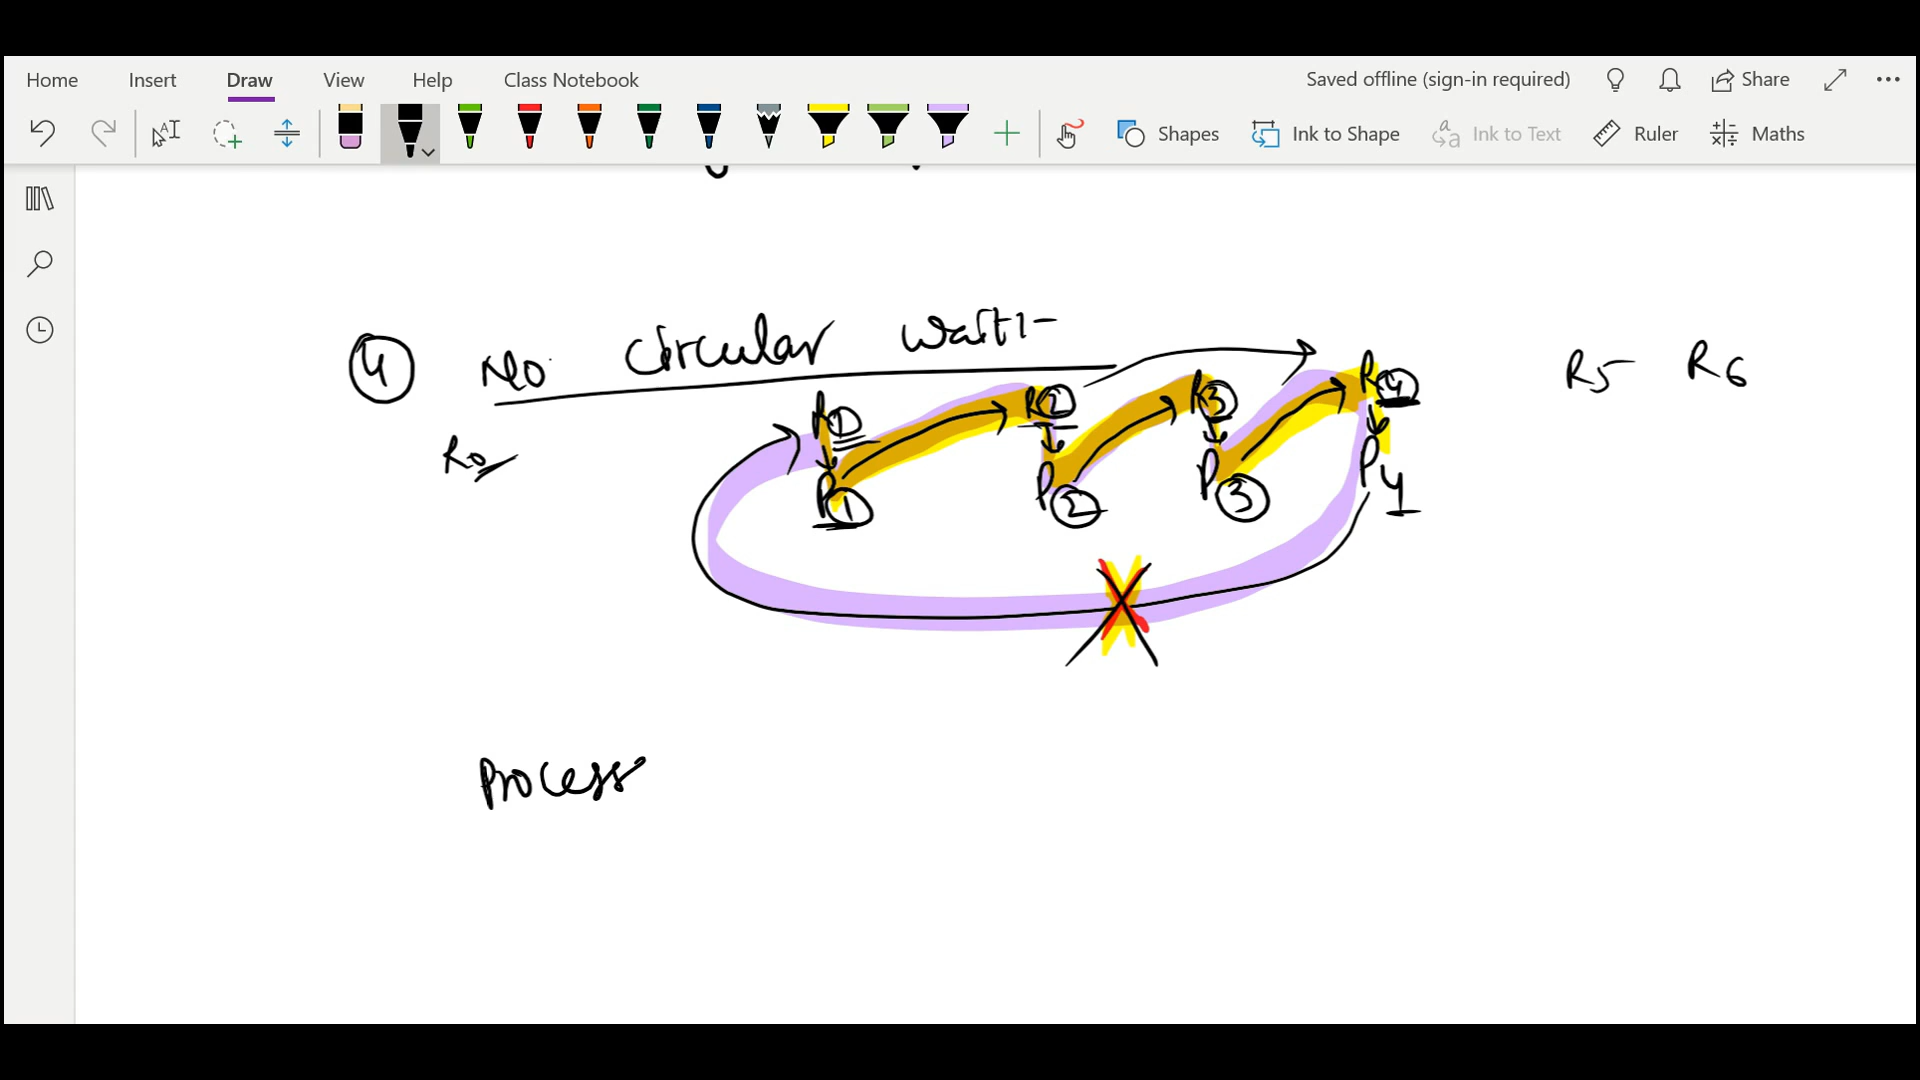 Home Insert Draw View Help Class Notebook Saved offline (sign-in required) Share
Ink to Shape Ink to Text Shapes Ruler Maths
4 No Circular wait:-
R1 R2 R3 R4 R5 R6
R0
P1 P2 P3 P4
Process